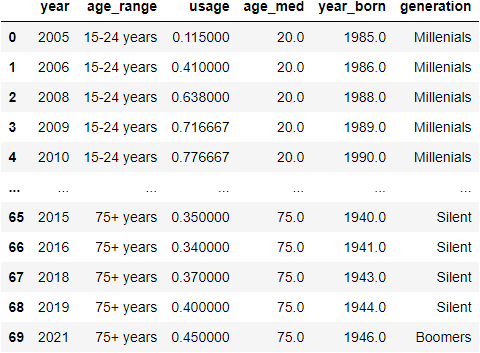 year age_range usage age_med year_born generation
0 2005 15-24 years 0.115000 20.0 1985.0 Millenials
1 2006 15-24 years 0.410000 20.0 1986.0 Millenials
2 2008 15-24 years 0.638000 20.0 1988.0 Millenials
3 2009 15-24 years 0.716667 20.0 1989.0 Millenials
4 2010 15-24 years 0.776667 20.0 1990.0 Millenials
... ... ... ... ... ... ...
65 2015 75+ years 0.350000 75.0 1940.0 Silent
66 2016 75+ years 0.340000 75.0 1941.0 Silent
67 2018 75+ years 0.370000 75.0 1943.0 Silent
68 2019 75+ years 0.400000 75.0 1944.0 Silent
69 2021 75+ years 0.450000 75.0 1946.0 Boomers